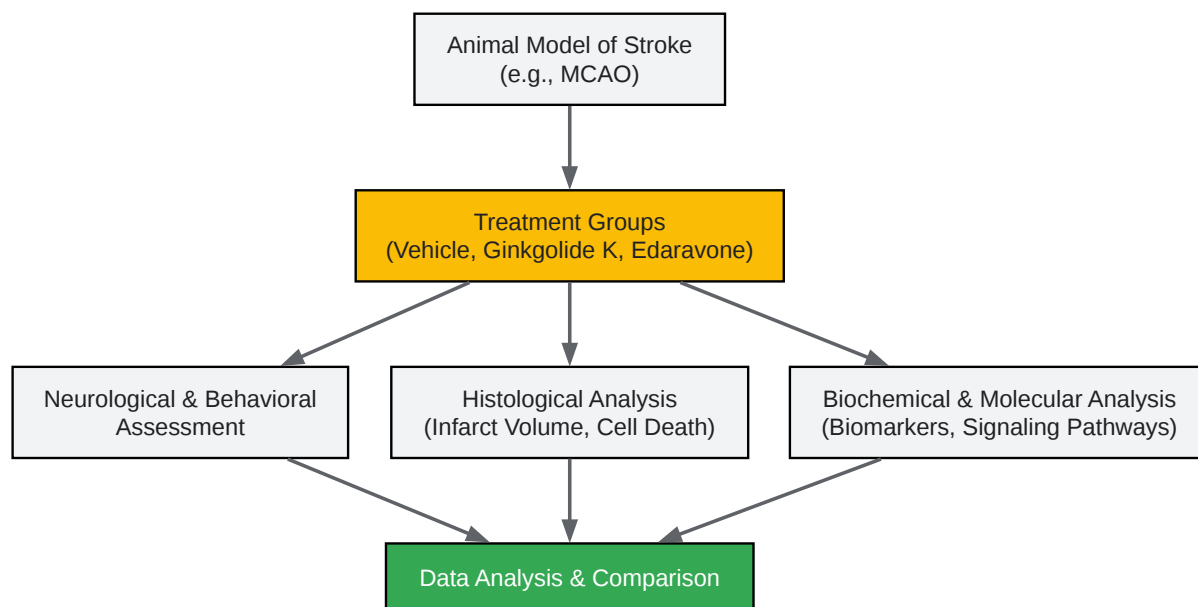 Animal Model of Stroke
(e.g., MCAO)
Treatment Groups
(Vehicle, Ginkgolide K, Edaravone)
Neurological & Behavioral
Assessment
Histological Analysis
(Infarct Volume, Cell Death)
Biochemical & Molecular Analysis
(Biomarkers, Signaling Pathways)
Data Analysis & Comparison